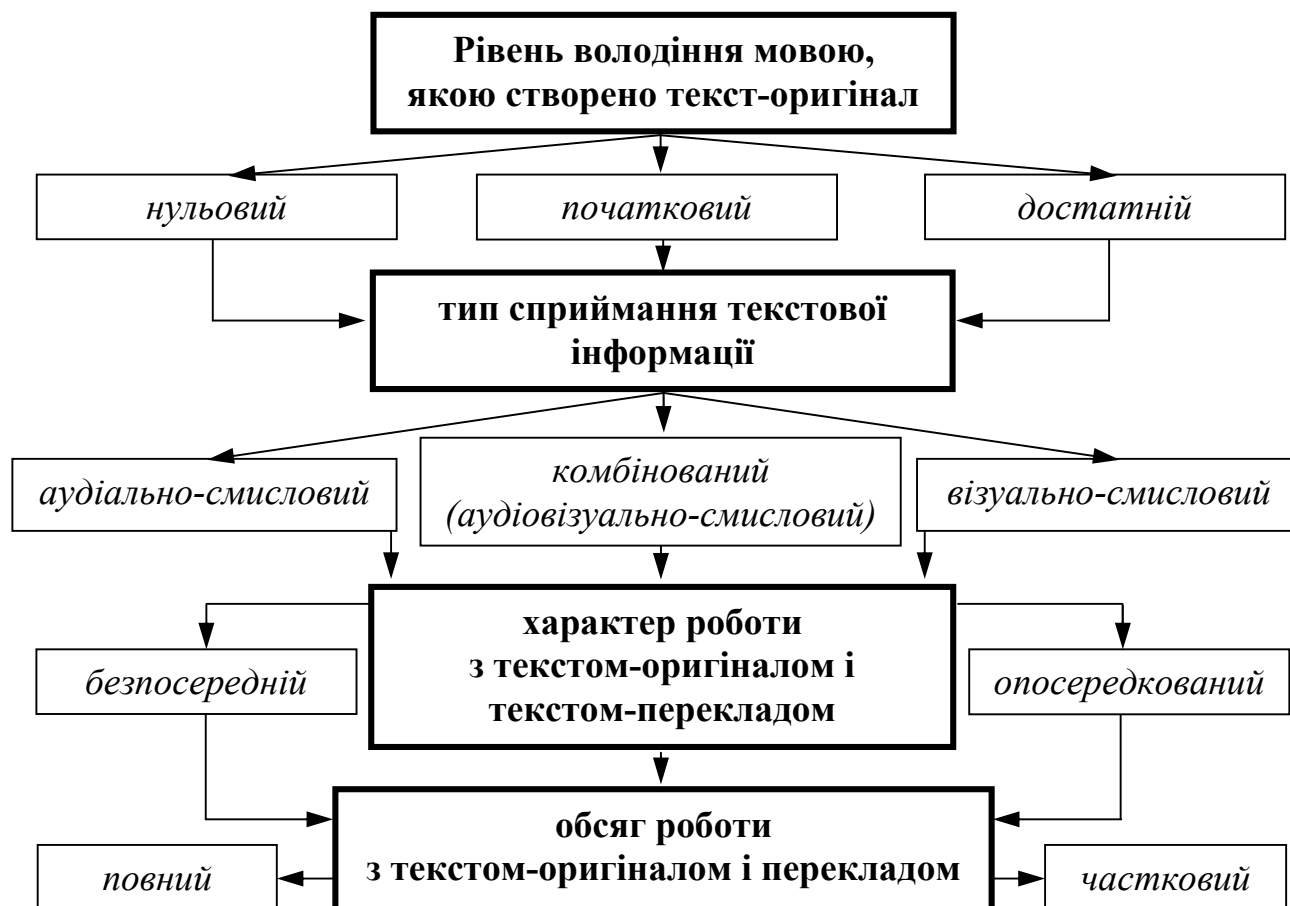 Рівень володіння мовою,
якою створено текст-оригінал
нульовий
початковий
достатній
тип сприймання текстової
інформації
аудіально-смисловий
комбінований
(аудіовізуально-смисловий)
візуально-смисловий
характер роботи
з текстом-оригіналом і
текстом-перекладом
безпосередній
опосередкований
обсяг роботи
з текстом-оригіналом і перекладом
повний
частковий